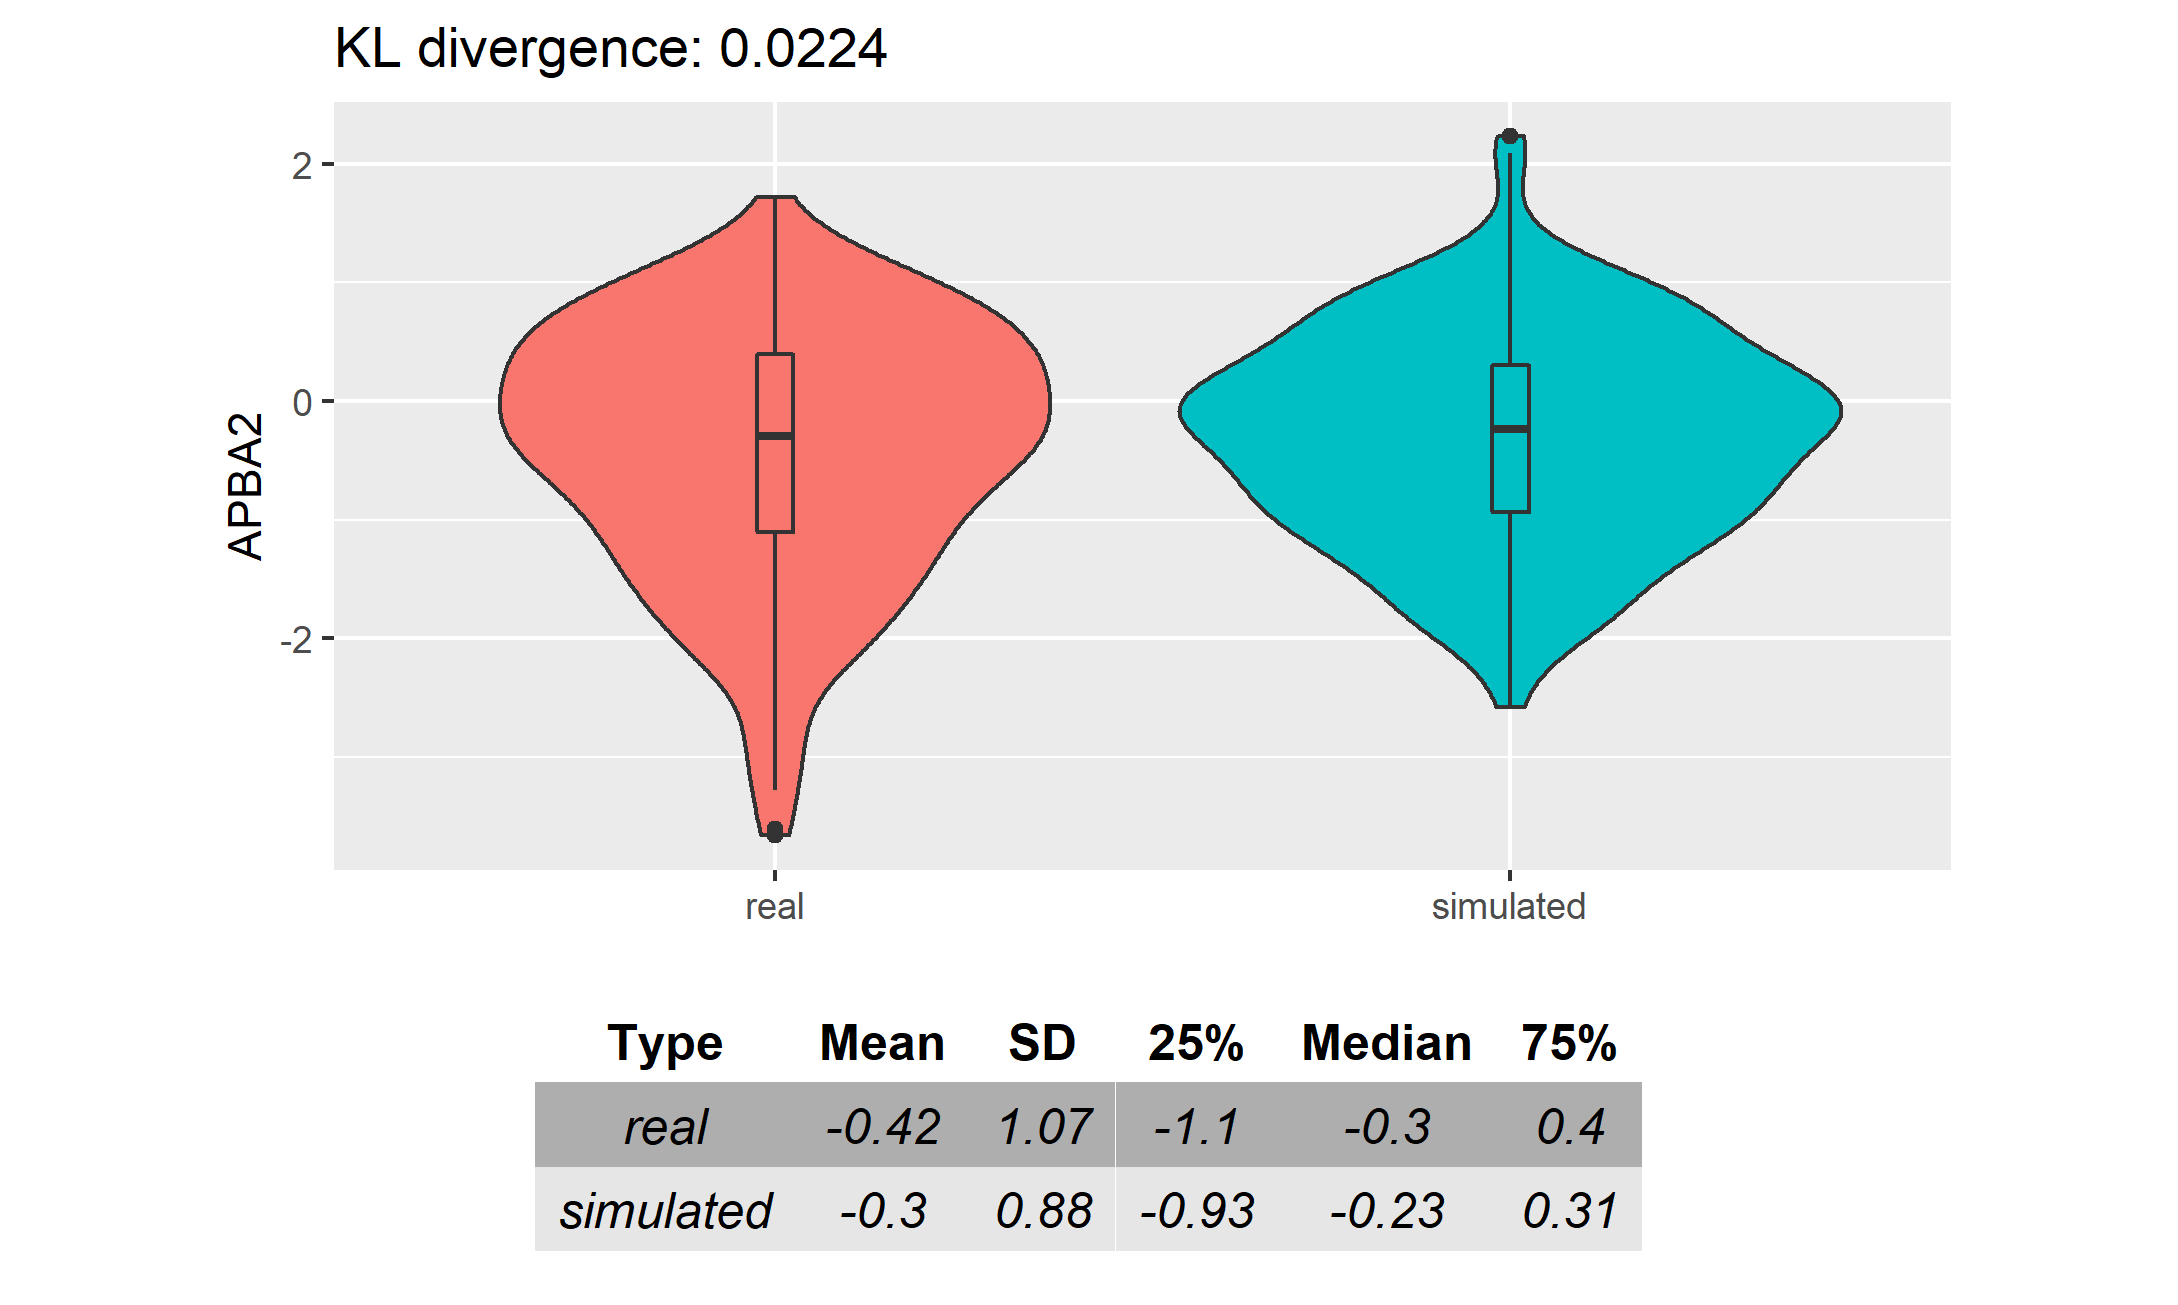 KL divergence: 0.0224
APBA2
2
0
-2
real simulated
Type Mean SD 25% Median 75%
real -0.42 1.07 -1.1 -0.3 0.4
simulated -0.3 0.88 -0.93 -0.23 0.31